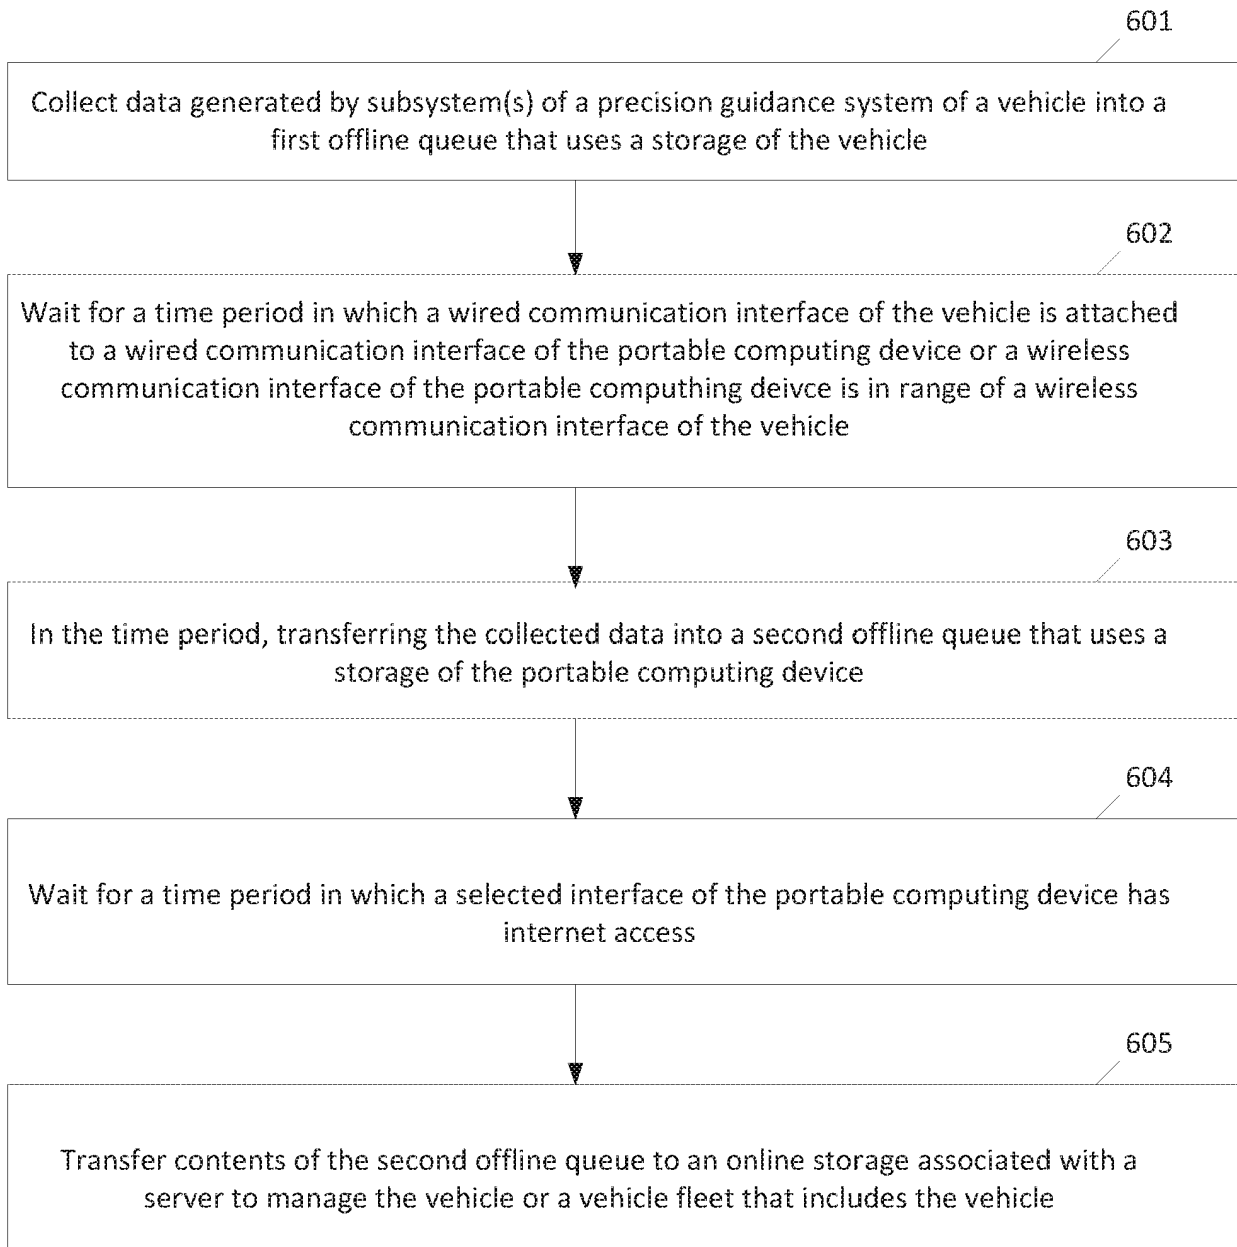 601
Collect data generated by subsystem(s) of a precision guidance system of a vehicle into a
first offline queue that uses a storage of the vehicle
602
Wait for a time period in which a wired communication interface of the vehicle is attached
to a wired communication interface of the portable computing device or a wireless
communication interface of the portable computhing deivce is in range of a wireless
communication interface of the vehicle
603
In the time period, transferring the collected data into a second offline queue that uses a
storage of the portable computing device
604
Wait for a time period in which a selected interface of the portable computing device has
internet access
605
Transfer contents of the second offline queue to an online storage associated with a
server to manage the vehicle or a vehicle fleet that includes the vehicle